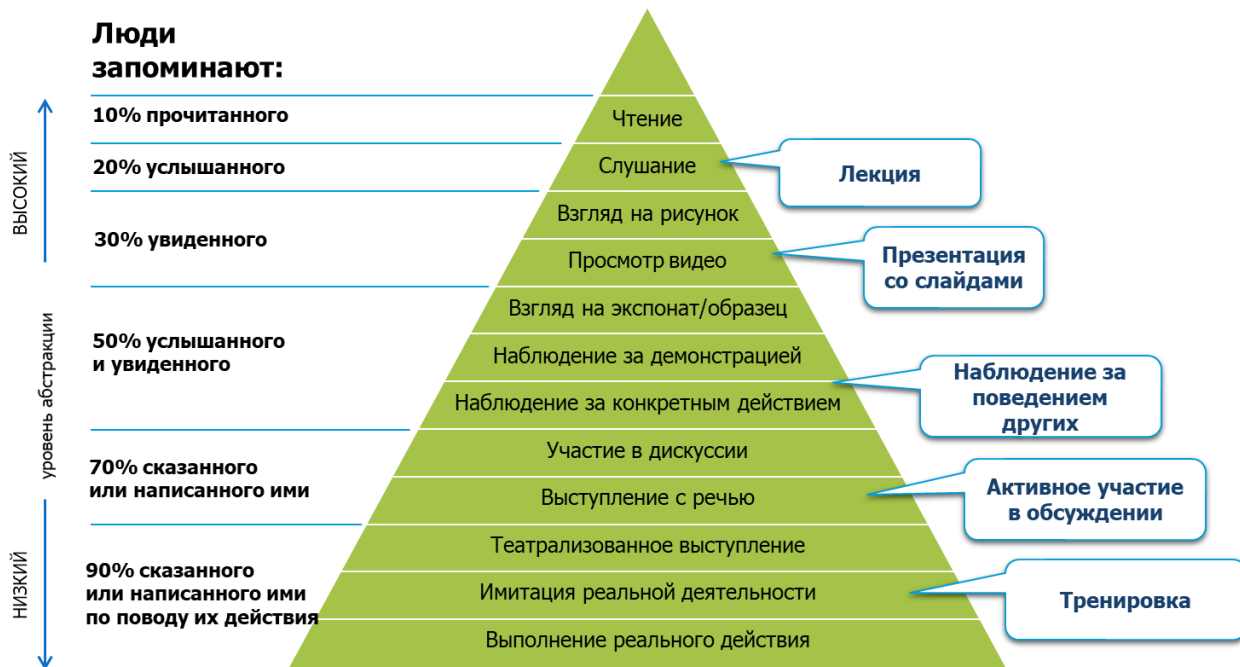 Люди
запоминают:
ВЫСОКИЙ
уровень абстракции
НИЗКИЙ
10% прочитанного
20% услышанного
30% увиденного
50% услышанного
и увиденного
70% сказанного
или написанного ими
90% сказанного
или написанного ими
по поводу их действия
Чтение
Слушание
Взгляд на рисунок
Просмотр видео
Взгляд на экспонат/образец
Наблюдение за демонстрацией
Наблюдение за конкретным действием
Участие в дискуссии
Выступление с речью
Театрализованное выступление
Имитация реальной деятельности
Выполнение реального действия
Лекция
Презентация
со слайдами
Наблюдение за
поведением
других
Активное участие
в обсуждении
Тренировка